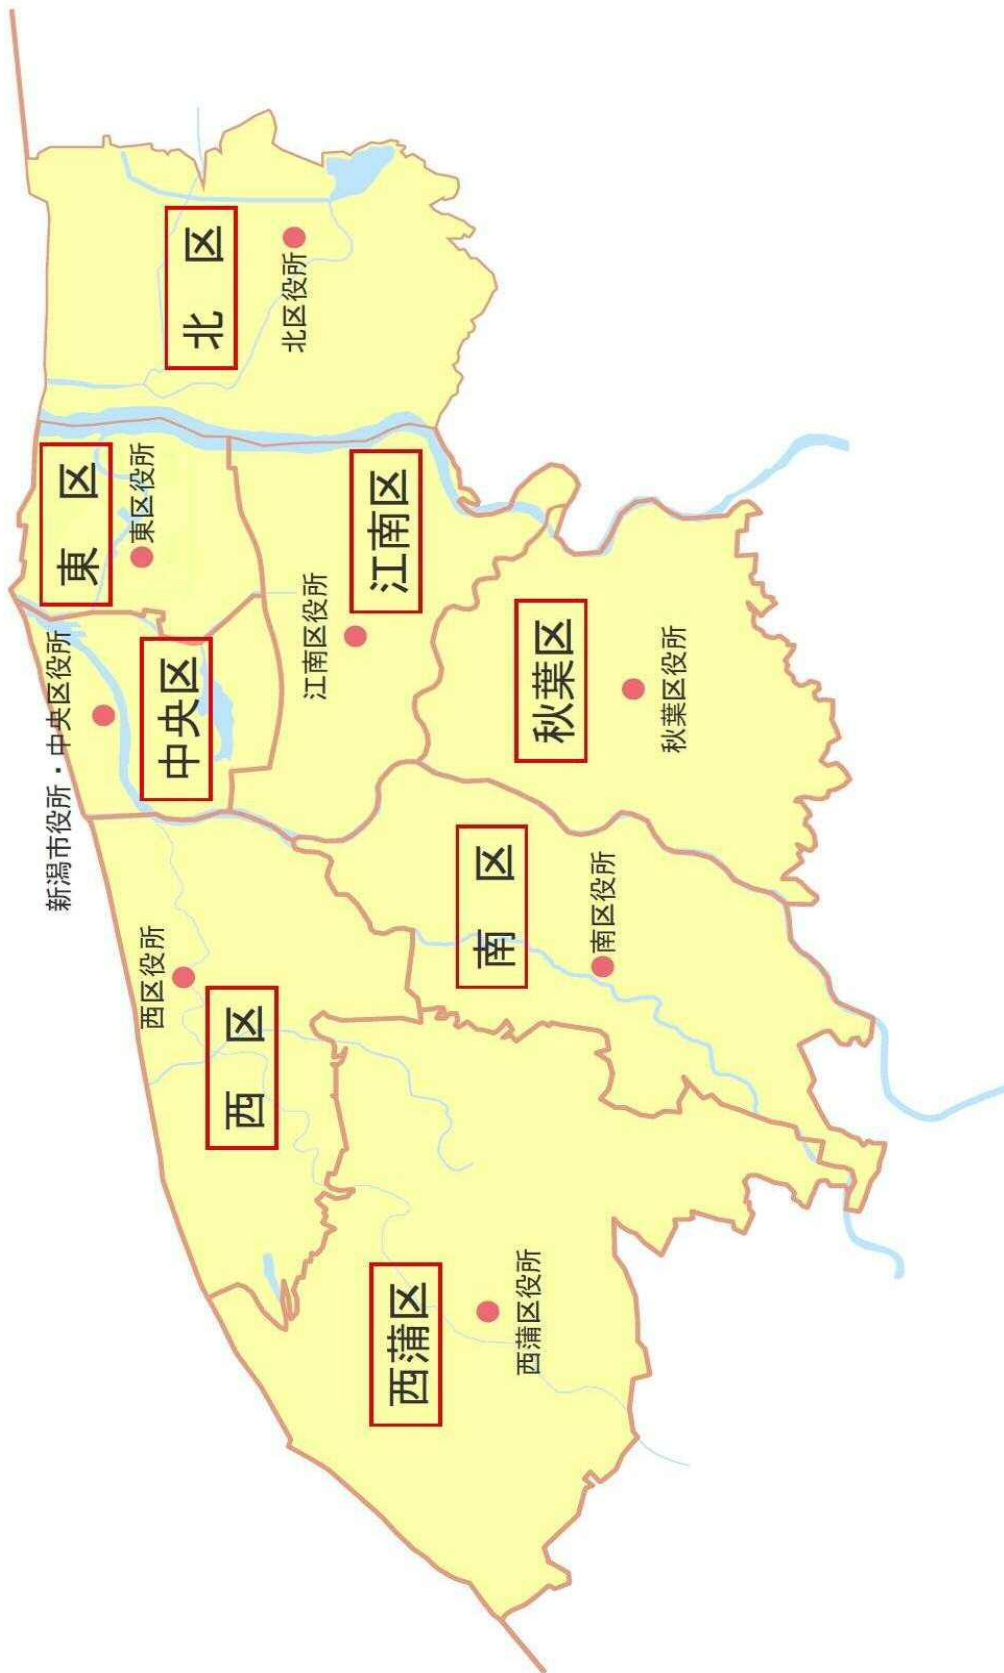 北区
北区役所
東区
東区役所
新潟市役所・中央区役所
中央区
江南区
江南区役所
秋葉区
秋葉区役所
南区
南区役所
西区役所
西区
西蒲区
西蒲区役所